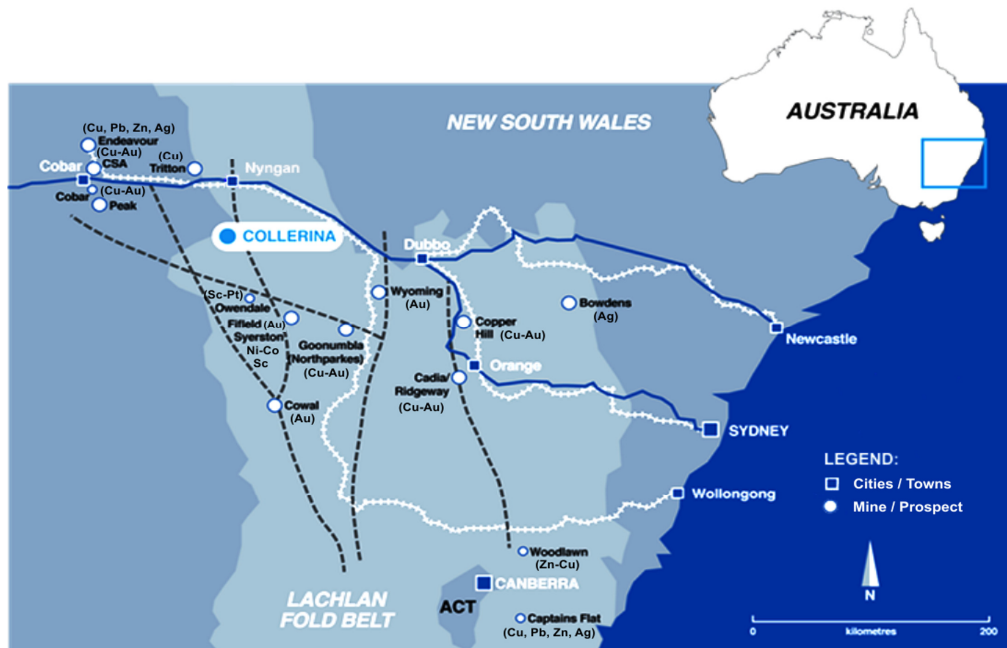 AUSTRALIA
NEW SOUTH WALES
(Cu, Pb, Zn, Ag)
Endeavour
(Cu-Au)
CSA
Cobar
(Cu)
Tritton
Nyngan
Cobar
(Cu-Au)
Peak
COLLERINA
Dubbo
(Sc-Pt)
Owendale
Fifield (Au)
Syerston
Ni-Co
Sc
Goonumbla
(Northparkes)
(Cu-Au)
Wyoming
(Au)
Copper
Hill (Cu-Au)
Bowdens
(Ag)
Newcastle
Orange
Cadia/
Ridgeway
(Cu-Au)
Cowal
(Au)
SYDNEY
LEGEND:
Cities / Towns
Mine / Prospect
Wollongong
Woodlawn
(Zn-Cu)
CANBERRA
ACT
Captains Flat
(Cu, Pb, Zn, Ag)
LACHLAN
FOLD BELT
N
0
kilometres
200